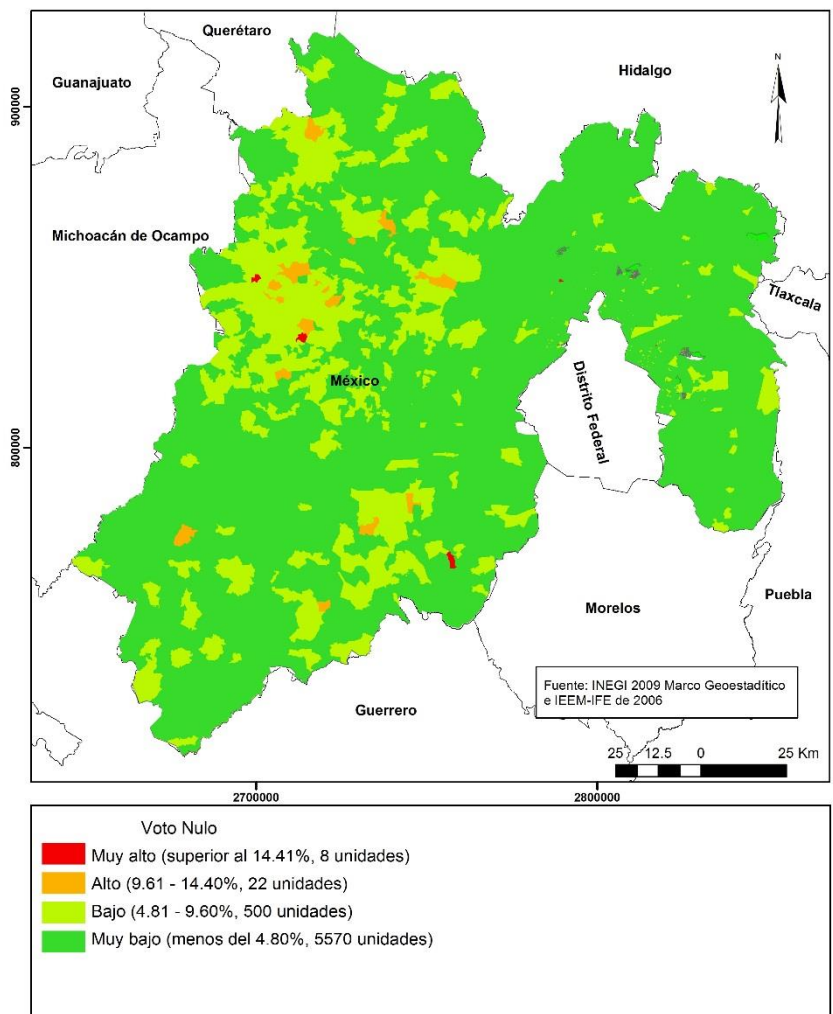 Querétaro
Guanajuato
Hidalgo
N
900000
Michoacán de Ocampo
Tlaxcala
México
Distrito Federal
800000
Morelos
Puebla
Fuente: INEGI 2009 Marco Geoestadítico
e IEEM-IFE de 2006
Guerrero
25 12.5 0 25 Km
2700000 2800000
Voto Nulo
Muy alto (superior al 14.41%, 8 unidades)
Alto (9.61 - 14.40%, 22 unidades)
Bajo (4.81 - 9.60%, 500 unidades)
Muy bajo (menos del 4.80%, 5570 unidades)